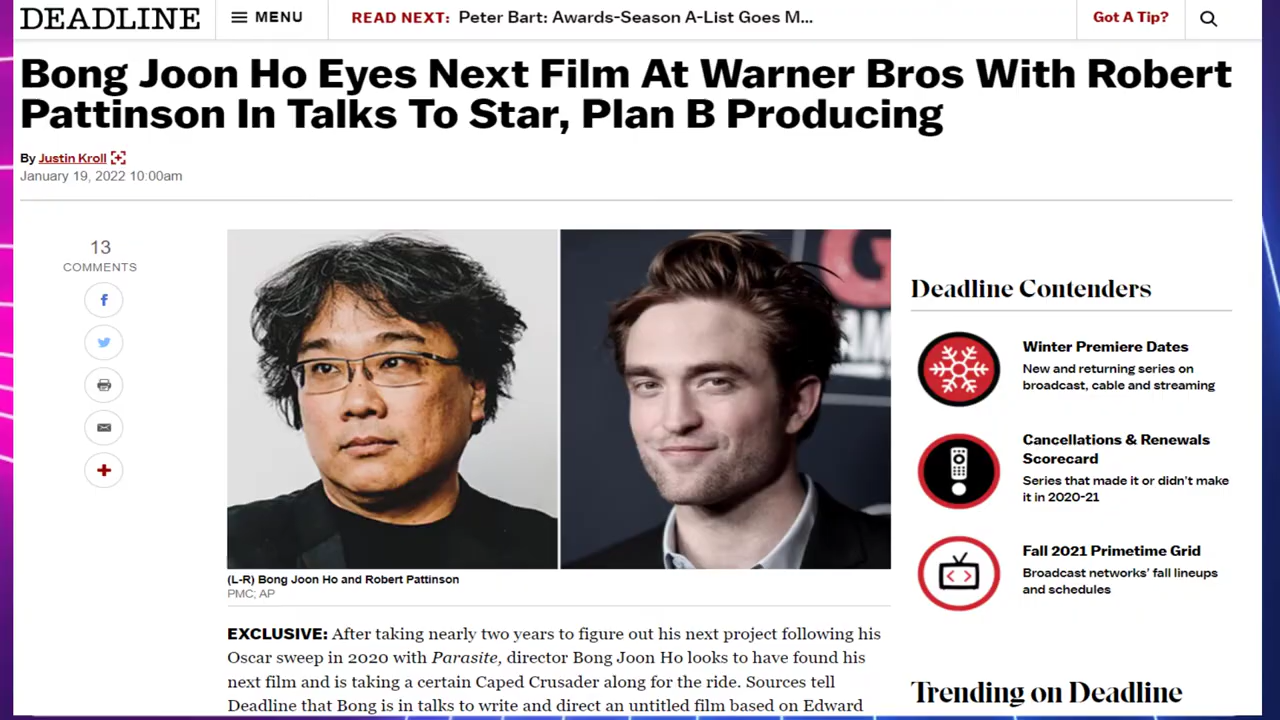 DEADLINE
MENU
READ NEXT: Peter Bart: Awards-Season A-List Goes M...
Got A Tip?
Bong Joon Ho Eyes Next Film At Warner Bros With Robert
Pattinson In Talks To Star, Plan B Producing
By Justin Kroll
January 19, 2022 10:00am
13
COMMENTS
(L-R) Bong Joon Ho and Robert Pattinson
PMC; AP
EXCLUSIVE: After taking nearly two years to figure out his next project following his
Oscar sweep in 2020 with Parasite, director Bong Joon Ho looks to have found his
next film and is taking a certain Caped Crusader along for the ride. Sources tell
Deadline that Bong is in talks to write and direct an untitled film based on Edward
Deadline Contenders
Winter Premiere Dates
New and returning series on
broadcast, cable and streaming
Cancellations & Renewals
Scorecard
Series that made it or didn't make
it in 2020-21
Fall 2021 Primetime Grid
Broadcast networks' fall lineups
and schedules
Trending on Deadline